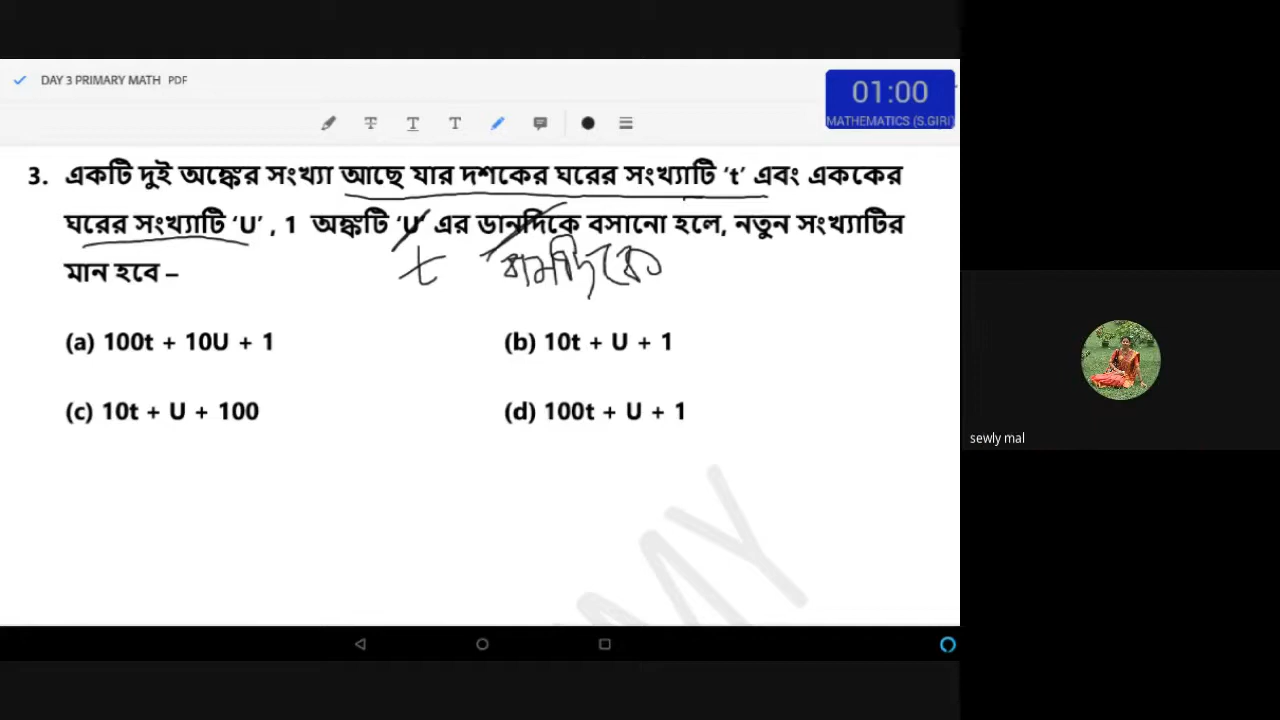 DAY 3 PRIMARY MATH PDF
01:00
MATHEMATICS (S.GIRI)
3. একটি দুই অঙ্কের সংখ্যা আছে যার দশকের ঘরের সংখ্যাটি ‘t’ এবং এককের
ঘরের সংখ্যাটি ‘U’ , 1 অঙ্কটি ‘U’ এর ডানদিকে বসানো হলে, নতুন সংখ্যাটির
t বামদিকে
মান হবে –
(a) 100t + 10U + 1 (b) 10t + U + 1
(c) 10t + U + 100 (d) 100t + U + 1
sewly mal